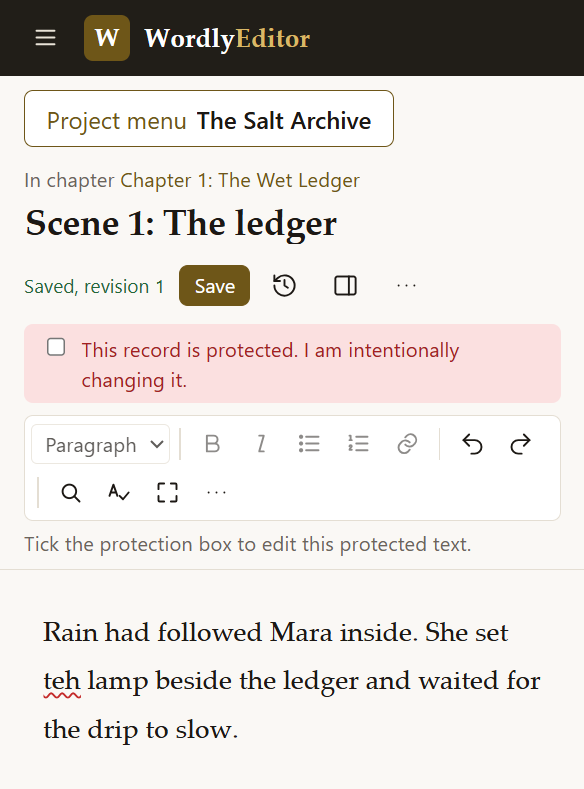 W WordlyEditor
Project menu The Salt Archive
In chapter Chapter 1: The Wet Ledger
Scene 1: The ledger
Saved, revision 1 Save ...
This record is protected. I am intentionally
changing it.
Paragraph B I
A ...
Tick the protection box to edit this protected text.
Rain had followed Mara inside. She set
teh lamp beside the ledger and waited for
the drip to slow.